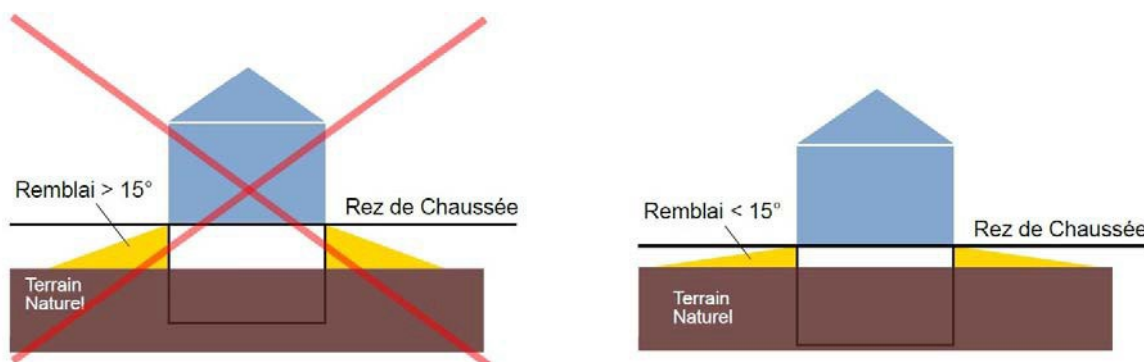 Remblai > 15°
Rez de Chaussée
Terrain
Naturel
Remblai < 15°
Rez de Chaussée
Terrain
Naturel